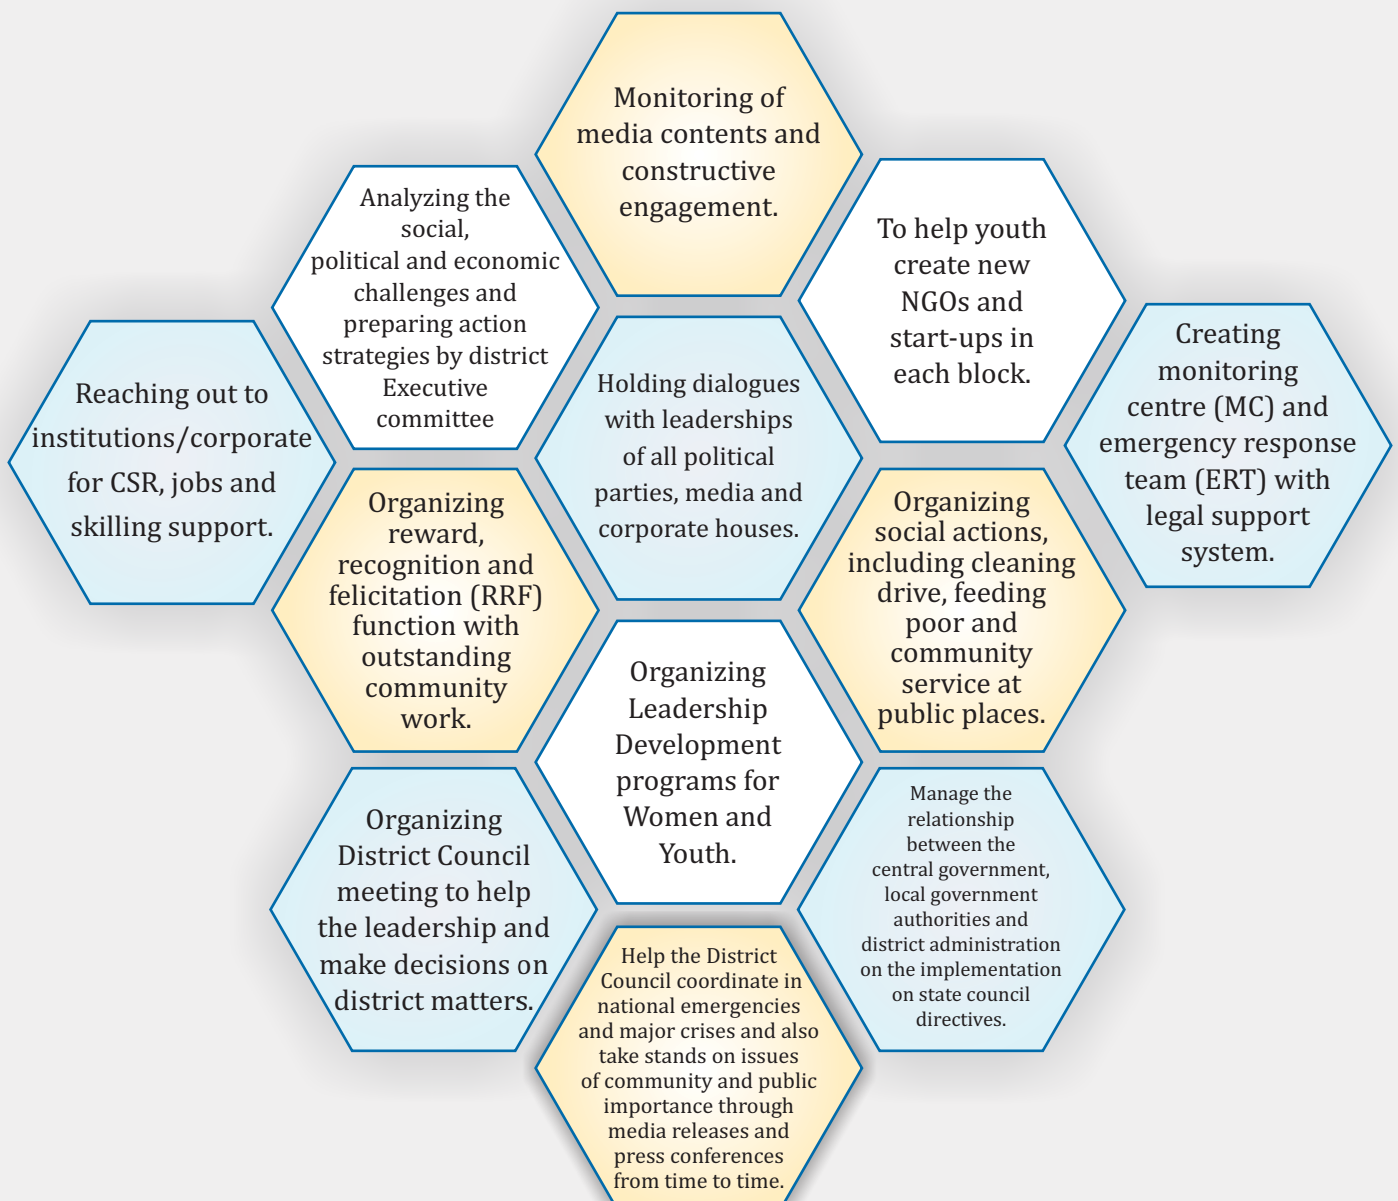 Monitoring of
media contents and
constructive
engagement.
Analyzing the
social,
political and economic
challenges and
preparing action
strategies by district
Executive
committee
To help youth
create new
NGOs and
start-ups in
each block.
Reaching out to
institutions/corporate
for CSR, jobs and
skilling support.
Holding dialogues
with leaderships
of all political
parties, media and
corporate houses.
Creating
monitoring
centre (MC) and
emergency response
team (ERT) with
legal support
system.
Organizing
reward,
recognition and
felicitation (RRF)
function with
outstanding
community
work.
Organizing
social actions,
including cleaning
drive, feeding
poor and
community
service at
public places.
Organizing
Leadership
Development
programs for
Women and
Youth.
Organizing
District Council
meeting to help
the leadership and
make decisions on
district matters.
Manage the
relationship
between the
central government,
local government
authorities and
district administration
on the implementation
on state council
directives.
Help the District
Council coordinate in
national emergencies
and major crises and also
take stands on issues
of community and public
importance through
media releases and
press conferences
from time to time.